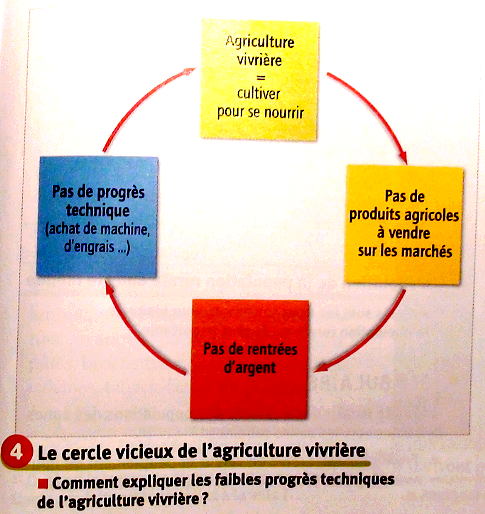 Agriculture
vivrière
=
cultiver
pour se nourrir
Pas de
produits agricoles
à vendre
sur les marchés
Pas de rentrées
d'argent
Pas de progrès
technique
(achat de machine,
d'engrais ...)
4 Le cercle vicieux de l'agriculture vivrière
Comment expliquer les faibles progrès techniques
de l'agriculture vivrière ?